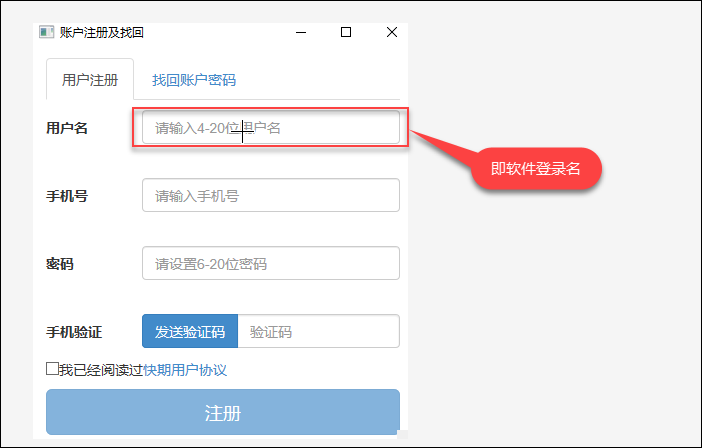 账户注册及找回
用户注册 找回账户密码
用户名 请输入4-20位用户名
即软件登录名
手机号 请输入手机号
密码 请设置6-20位密码
手机验证 发送验证码 验证码
我已经阅读过快期用户协议
注册